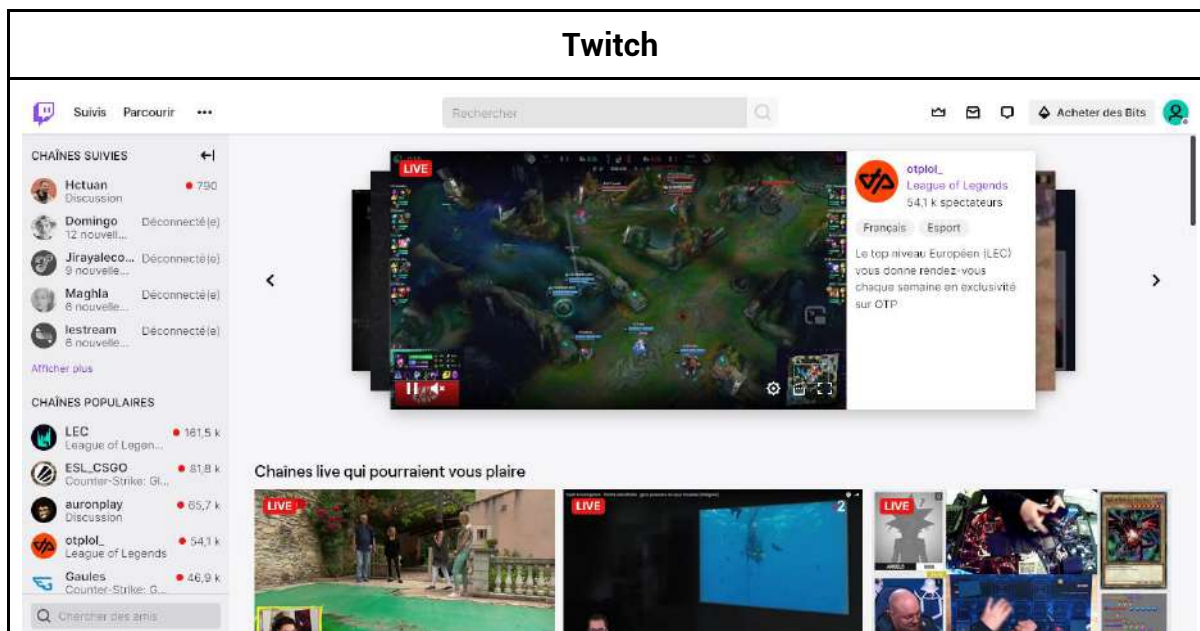 Twitch
Suivis Parcourir •••
Rechercher
Acheter des Bits
CHAÎNES SUIVIES
Hctuan 790
Discussion
Domingo Déconnecté(e)
12 nouvell...
Jirayaleco... Déconnecté(e)
9 nouvelle...
Maghla Déconnecté(e)
6 nouvelle...
lestream Déconnecté(e)
6 nouvelle...
Afficher plus
CHAÎNES POPULAIRES
LEC 161,5 k
League of Legen...
ESL_CSGO 81,8 k
Counter-Strike: Gl...
auronplay 65,7 k
Discussion
otplol_ 54,1 k
League of Legends
Gaules 46,9 k
Counter-Strike: G...
Chercher des amis
LIVE
otplol_
League of Legends
54,1 k spectateurs
Français Esport
Le top niveau Européen (LEC)
vous donne rendez-vous
chaque semaine en exclusivité
sur OTP
Chaînes live qui pourraient vous plaire
LIVE
LIVE
2
LIVE
ANGELO